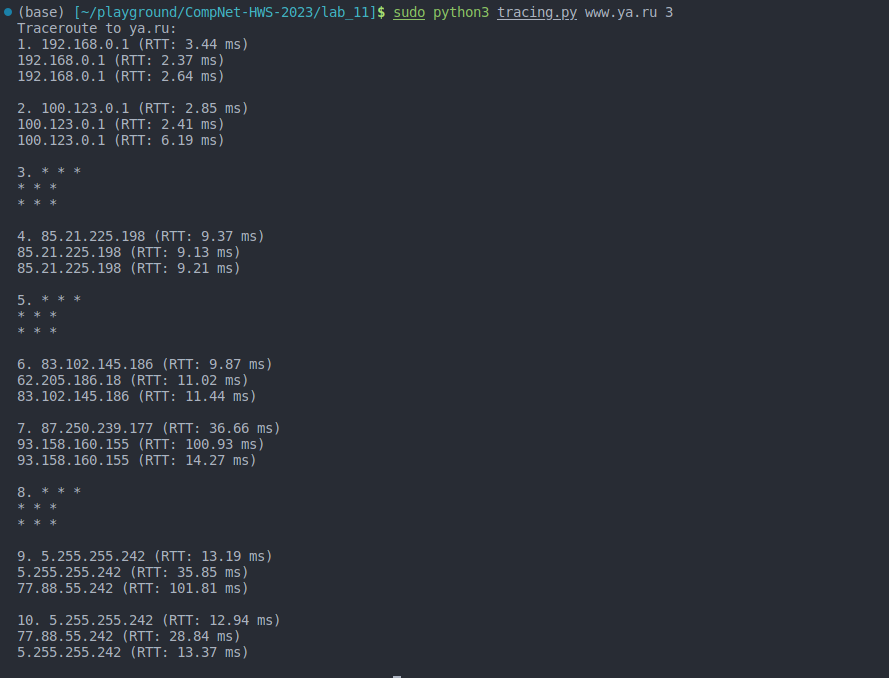 (base) [~/playground/CompNet-HWS-2023/lab_11]$ sudo python3 tracing.py www.ya.ru 3
Traceroute to ya.ru:
1. 192.168.0.1 (RTT: 3.44 ms)
192.168.0.1 (RTT: 2.37 ms)
192.168.0.1 (RTT: 2.64 ms)
2. 100.123.0.1 (RTT: 2.85 ms)
100.123.0.1 (RTT: 2.41 ms)
100.123.0.1 (RTT: 6.19 ms)
3. * * *
* * *
* * *
4. 85.21.225.198 (RTT: 9.37 ms)
85.21.225.198 (RTT: 9.13 ms)
85.21.225.198 (RTT: 9.21 ms)
5. * * *
* * *
* * *
6. 83.102.145.186 (RTT: 9.87 ms)
62.205.186.18 (RTT: 11.02 ms)
83.102.145.186 (RTT: 11.44 ms)
7. 87.250.239.177 (RTT: 36.66 ms)
93.158.160.155 (RTT: 100.93 ms)
93.158.160.155 (RTT: 14.27 ms)
8. * * *
* * *
* * *
9. 5.255.255.242 (RTT: 13.19 ms)
5.255.255.242 (RTT: 35.85 ms)
77.88.55.242 (RTT: 101.81 ms)
10. 5.255.255.242 (RTT: 12.94 ms)
77.88.55.242 (RTT: 28.84 ms)
5.255.255.242 (RTT: 13.37 ms)